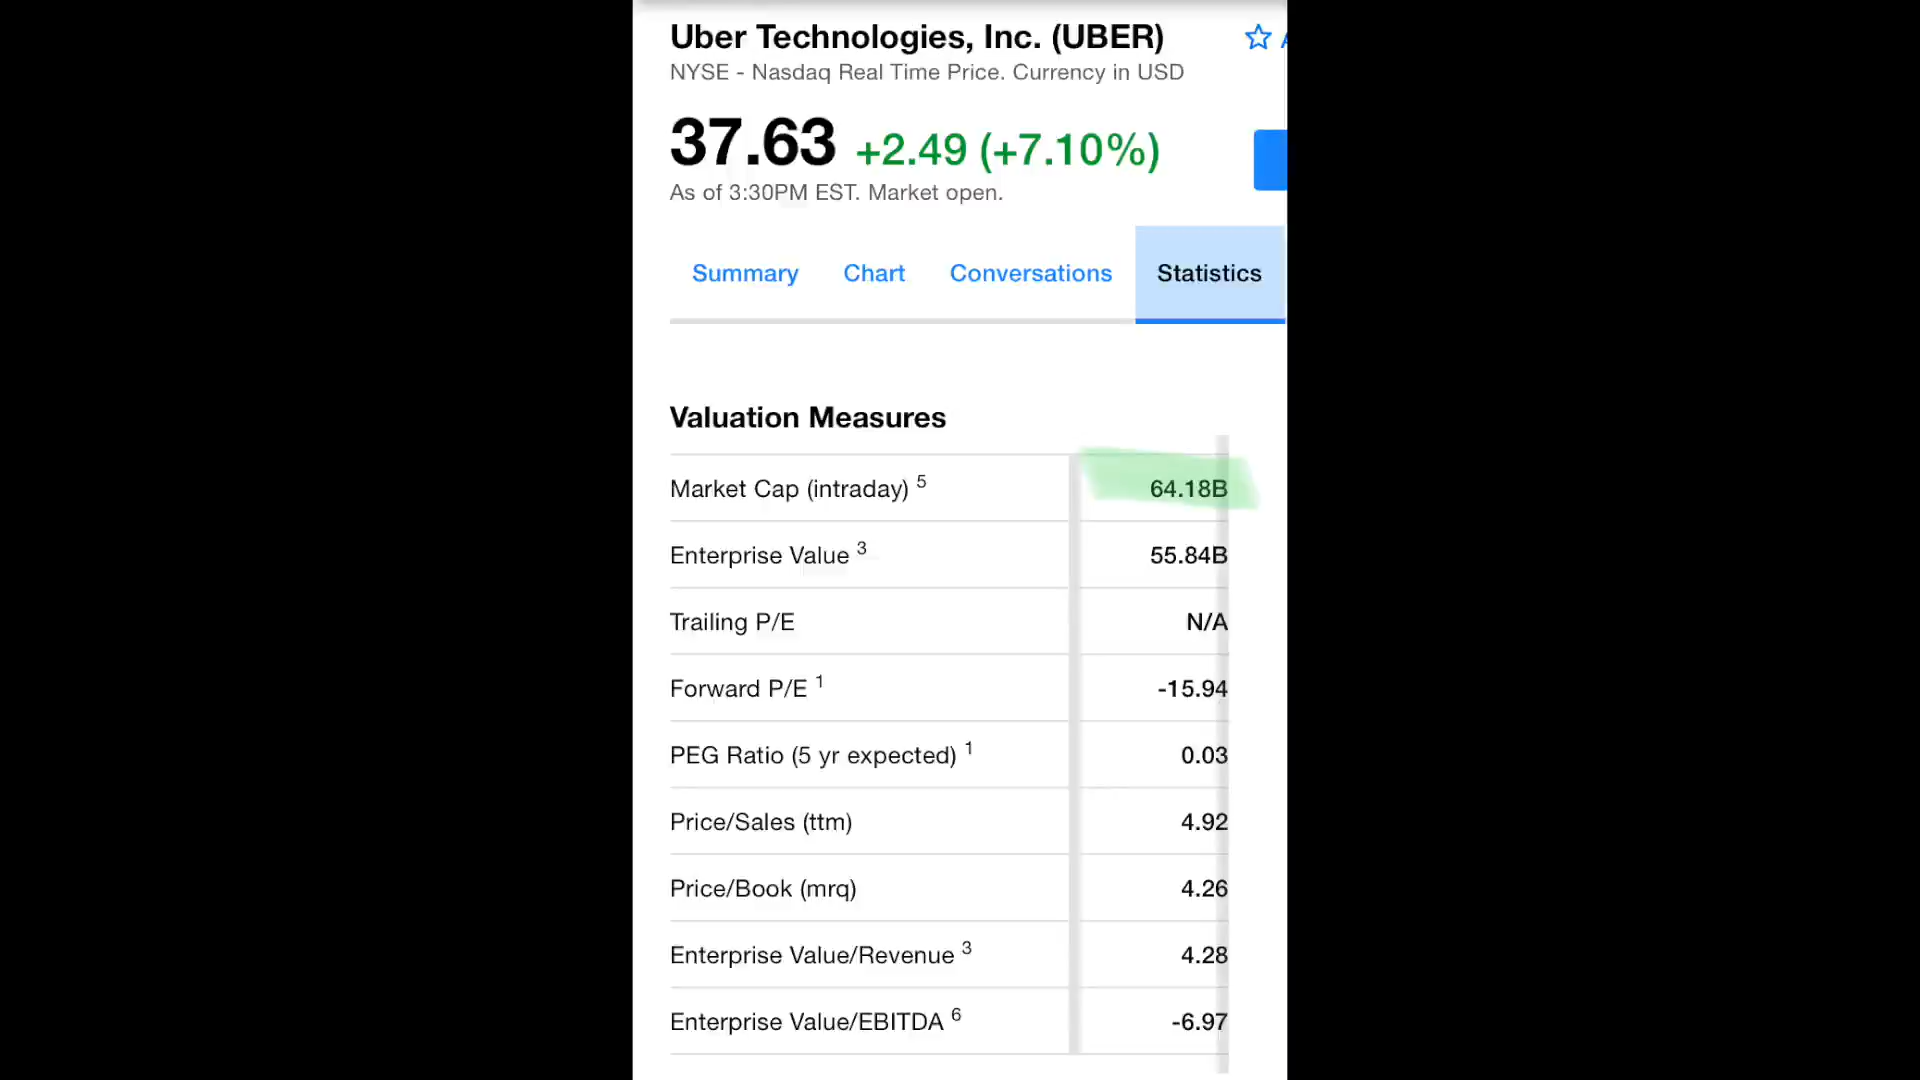 Uber Technologies, Inc. (UBER)
NYSE - Nasdaq Real Time Price. Currency in USD
37.63 +2.49 (+7.10%)
As of 3:30PM EST. Market open.
Summary Chart Conversations Statistics
Valuation Measures
Market Cap (intraday) 5 64.18B
Enterprise Value 3 55.84B
Trailing P/E N/A
Forward P/E 1 -15.94
PEG Ratio (5 yr expected) 1 0.03
Price/Sales (ttm) 4.92
Price/Book (mrq) 4.26
Enterprise Value/Revenue 3 4.28
Enterprise Value/EBITDA 6 -6.97